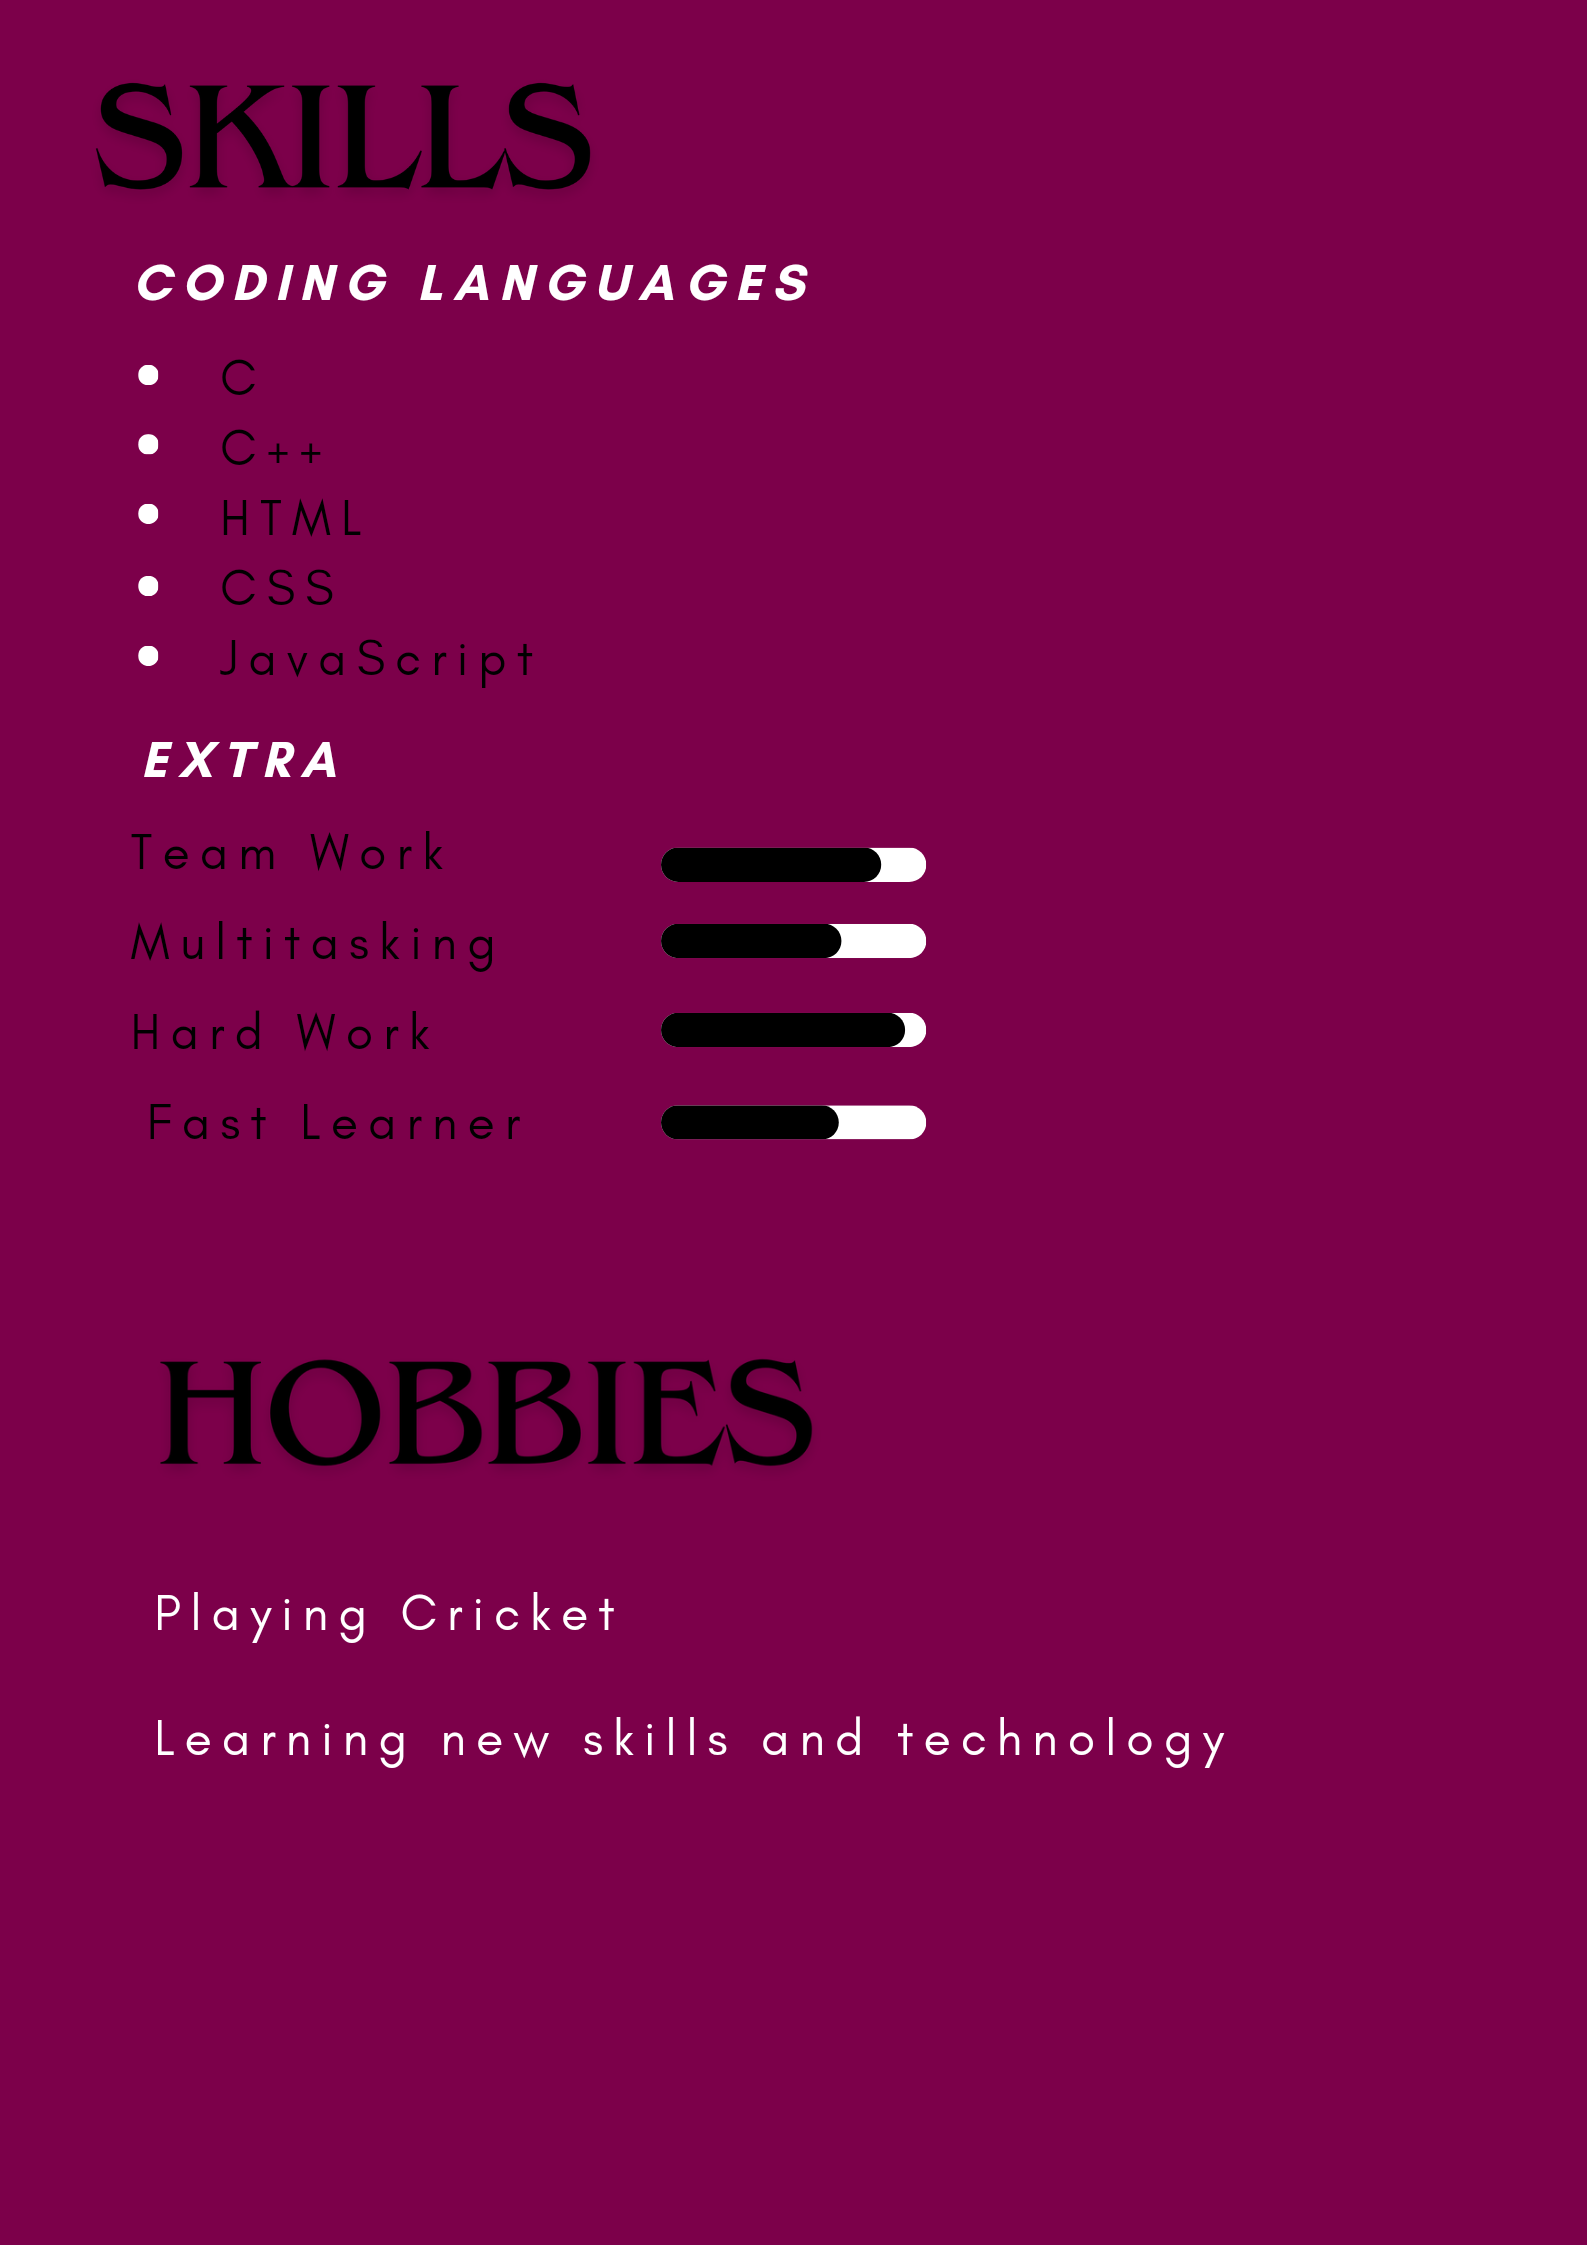 SKILLS
CODING LANGUAGES
• C
• C++
• HTML
• CSS
• JavaScript
EXTRA
Team Work
Multitasking
Hard Work
Fast Learner
HOBBIES
Playing Cricket
Learning new skills and technology